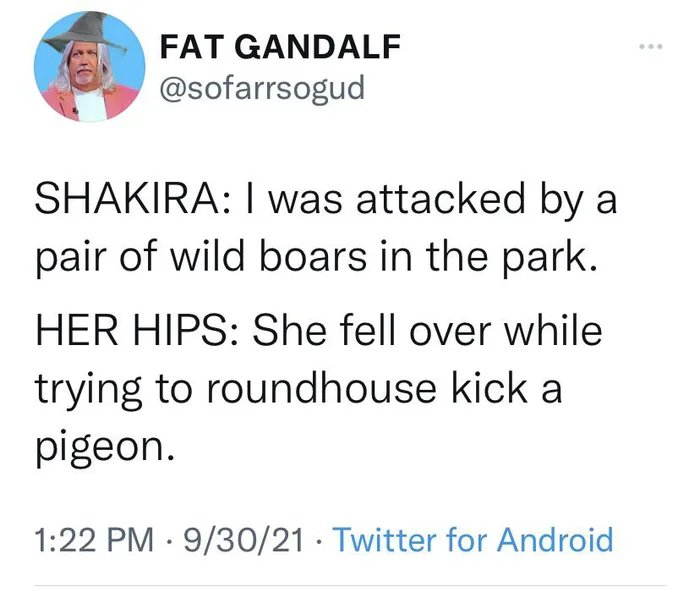 FAT GANDALF
@sofarrsogud
SHAKIRA: I was attacked by a
pair of wild boars in the park.
HER HIPS: She fell over while
trying to roundhouse kick a
pigeon.
1:22 PM · 9/30/21 · Twitter for Android